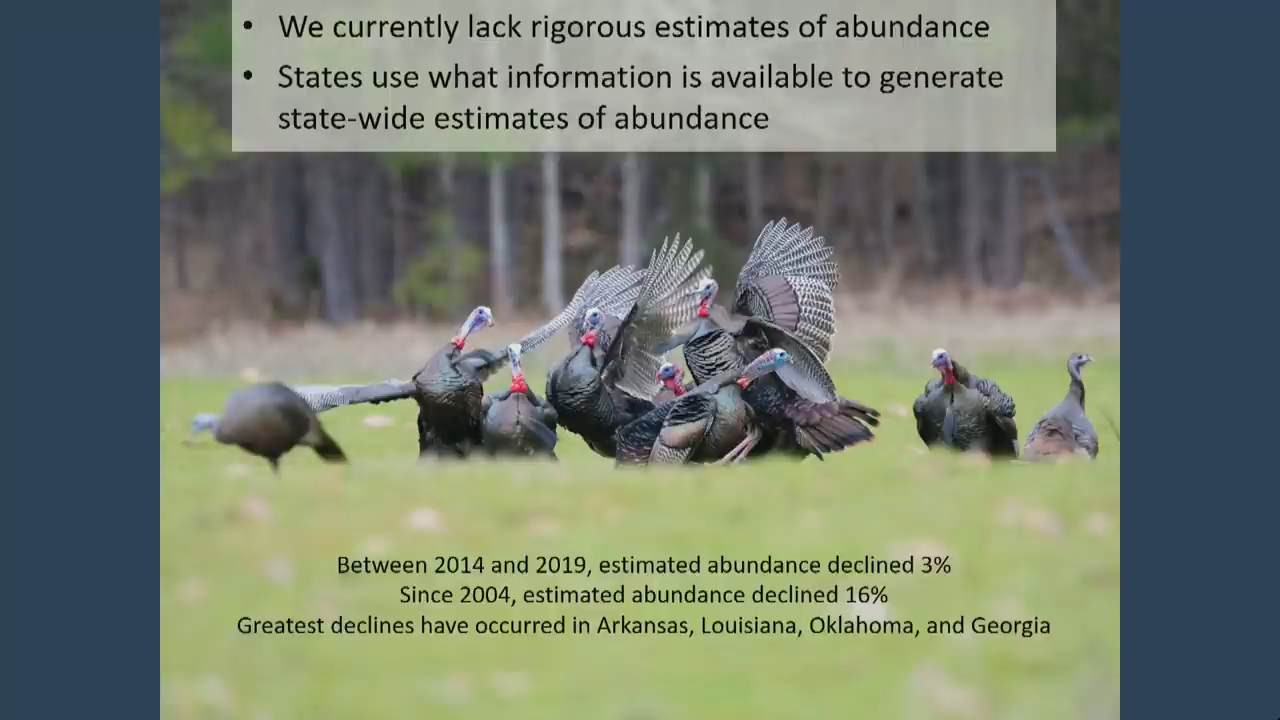 • We currently lack rigorous estimates of abundance
• States use what information is available to generate
state-wide estimates of abundance
Between 2014 and 2019, estimated abundance declined 3%
Since 2004, estimated abundance declined 16%
Greatest declines have occurred in Arkansas, Louisiana, Oklahoma, and Georgia